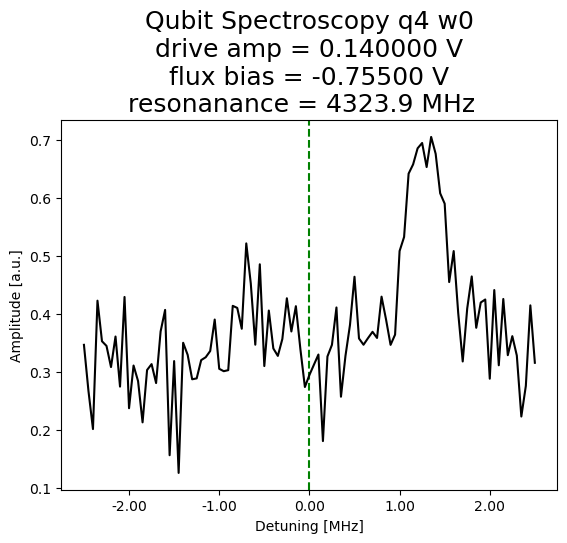 Qubit Spectroscopy q4 w0
drive amp = 0.140000 V
flux bias = -0.75500 V
resonanance = 4323.9 MHz
0.7
0.6
0.5
0.4
0.3
0.2
0.1
Amplitude [a.u.]
-2.00 -1.00 0.00 1.00 2.00
Detuning [MHz]